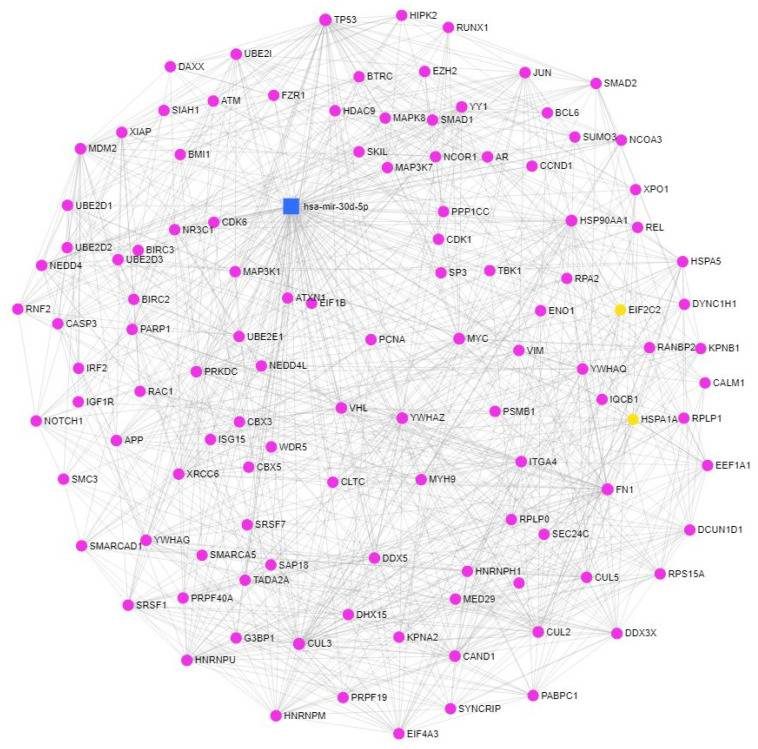 HIPK2
TP53
RUNX1
UBE2I
DAXX
BTRC
EZH2
JUN
SMAD2
FZR1
ATM
SIAH1
HDAC9
MAPK8
YY1
SMAD1
BCL6
XIAP
SUMO3
NCOA3
MDM2
BMI1
SKIL
NCOR1
AR
MAP3K7
CCND1
XPO1
UBE2D1
hsa-mir-30d-5p
PPP1CC
CDK6
HSP90AA1
NR3C1
REL
CDK1
UBE2D2
BIRC3
UBE2D3
NEDD4
HSPA5
MAP3K1
SP3
TBK1
RPA2
BIRC2
ATXN1
EIF1B
DYNC1H1
RNF2
ENO1
EIF2C2
CASP3
PARP1
UBE2E1
PCNA
MYC
VIM
RANBP2
KPNB1
IRF2
PRKDC
NEDD4L
YWHAQ
CALM1
RAC1
IGF1R
IQCB1
VHL
PSMB1
NOTCH1
CBX3
YWHAZ
HSPA1A
RPLP1
APP
ISG15
WDR5
ITGA4
EEF1A1
CBX5
XRCC6
SMC3
CLTC
MYH9
FN1
RPLP0
SRSF7
SEC24C
DCUN1D1
YWHAG
SMARCAD1
SMARCA5
DDX5
SAP18
HNRNPH1
TADA2A
CUL5
RPS15A
PRPF40A
MED29
SRSF1
DHX15
G3BP1
CUL3
KPNA2
CUL2
DDX3X
HNRNPU
CAND1
PRPF19
PABPC1
SYNCRIP
HNRNPM
EIF4A3